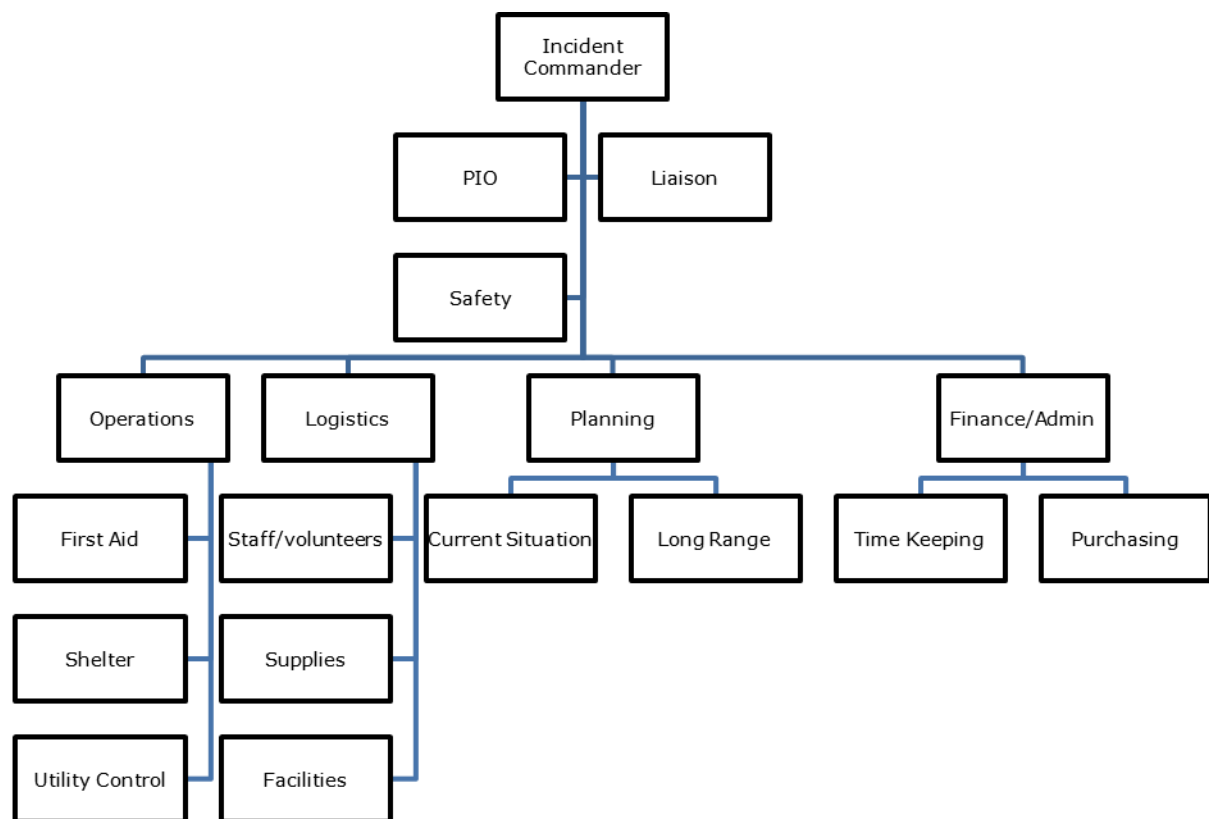 Incident
Commander
PIO
Liaison
Safety
Operations
Logistics
Planning
Finance/Admin
First Aid
Staff/volunteers
Current Situation
Long Range
Time Keeping
Purchasing
Shelter
Supplies
Utility Control
Facilities